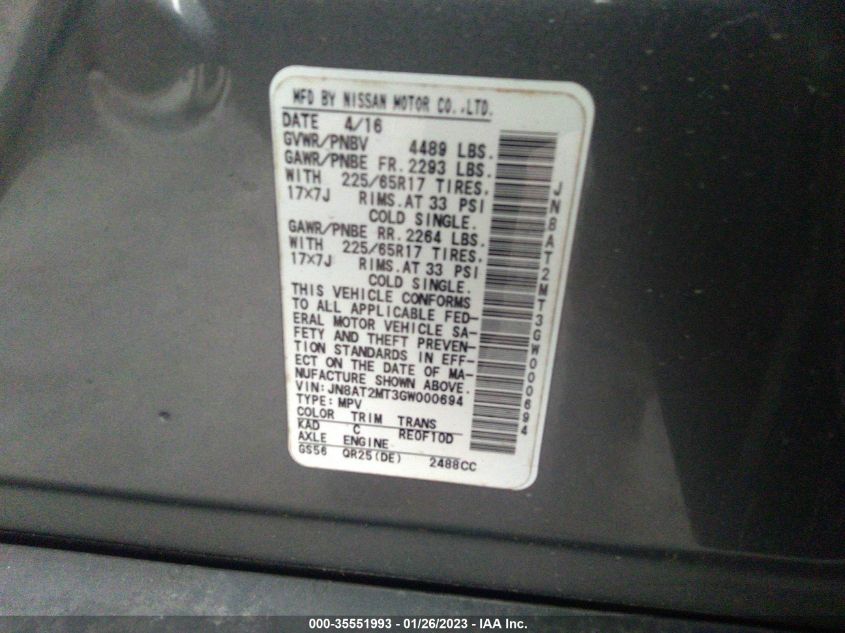 MFD BY NISSAN MOTOR CO.,LTD.
DATE 4/16
GVWR/PNBV 4489 LBS.
GAWR/PNBE FR. 2293 LBS.
WITH 225/65R17 TIRES,
17X7J RIMS.AT 33 PSI
COLD SINGLE.
GAWR/PNBE RR. 2264 LBS.
WITH 225/65R17 TIRES,
17X7J RIMS.AT 33 PSI
COLD SINGLE.
THIS VEHICLE CONFORMS
TO ALL APPLICABLE FED-
ERAL MOTOR VEHICLE SA-
FETY AND THEFT PREVEN-
TION STANDARDS IN EFF-
ECT ON THE DATE OF MA-
NUFACTURE SHOWN ABOVE.
VIN: JN8AT2MT3GW000694
TYPE: MPV
COLOR TRIM TRANS
KAD C RE0F10D
AXLE ENGINE
GS56 QR25(DE) 2488CC
JN8AT2MT3GW000694
000-35551993 - 01/26/2023 - IAA Inc.